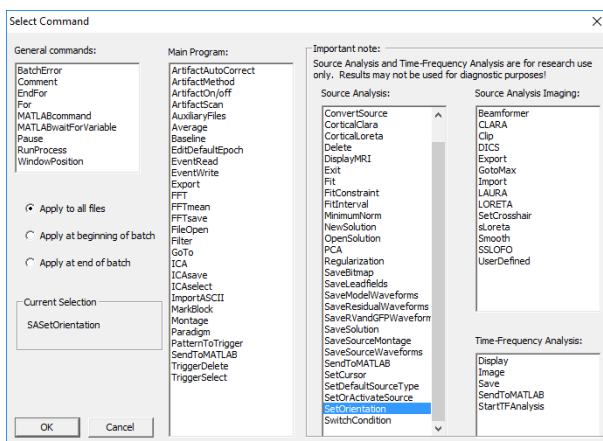 Select Command
General commands:
BatchError
Comment
EndFor
For
MATLABcommand
MATLABwaitForVariable
Pause
RunProcess
WindowPosition
Apply to all files
Apply at beginning of batch
Apply at end of batch
Current Selection
SASetOrientation
OK
Cancel
Main Program:
ArtifactAutoCorrect
ArtifactMethod
ArtifactOn/off
ArtifactScan
AuxiliaryFiles
Average
Baseline
EditDefaultEpoch
EventRead
EventWrite
Export
FFT
FFTmean
FFTsave
FileOpen
Filter
GoTo
ICA
ICAsave
ICAselect
ImportASCII
MarkBlock
Montage
Paradigm
PatternToTrigger
SendToMATLAB
TriggerDelete
TriggerSelect
Important note:
Source Analysis and Time-Frequency Analysis are for research use
only. Results may not be used for diagnostic purposes!
Source Analysis:
ConvertSource
CorticalClara
CorticalLoreta
Delete
DisplayMRI
Exit
Fit
FitConstraint
FitInterval
MinimumNorm
NewSolution
OpenSolution
PCA
Regularization
SaveBitmap
SaveLeadfields
SaveModelWaveforms
SaveResidualWaveforms
SaveRVandGFPWaveform
SaveSolution
SaveSourceMontage
SaveSourceWaveforms
SendToMATLAB
SetCursor
SetDefaultSourceType
SetOrActivateSource
SetOrientation
SwitchCondition
Source Analysis Imaging:
Beamformer
CLARA
Clip
DICS
Export
GotoMax
Import
LAURA
LORETA
SetCrosshair
sLoreta
Smooth
SSLOFO
UserDefined
Time-Frequency Analysis:
Display
Image
Save
SendToMATLAB
StartTFAnalysis